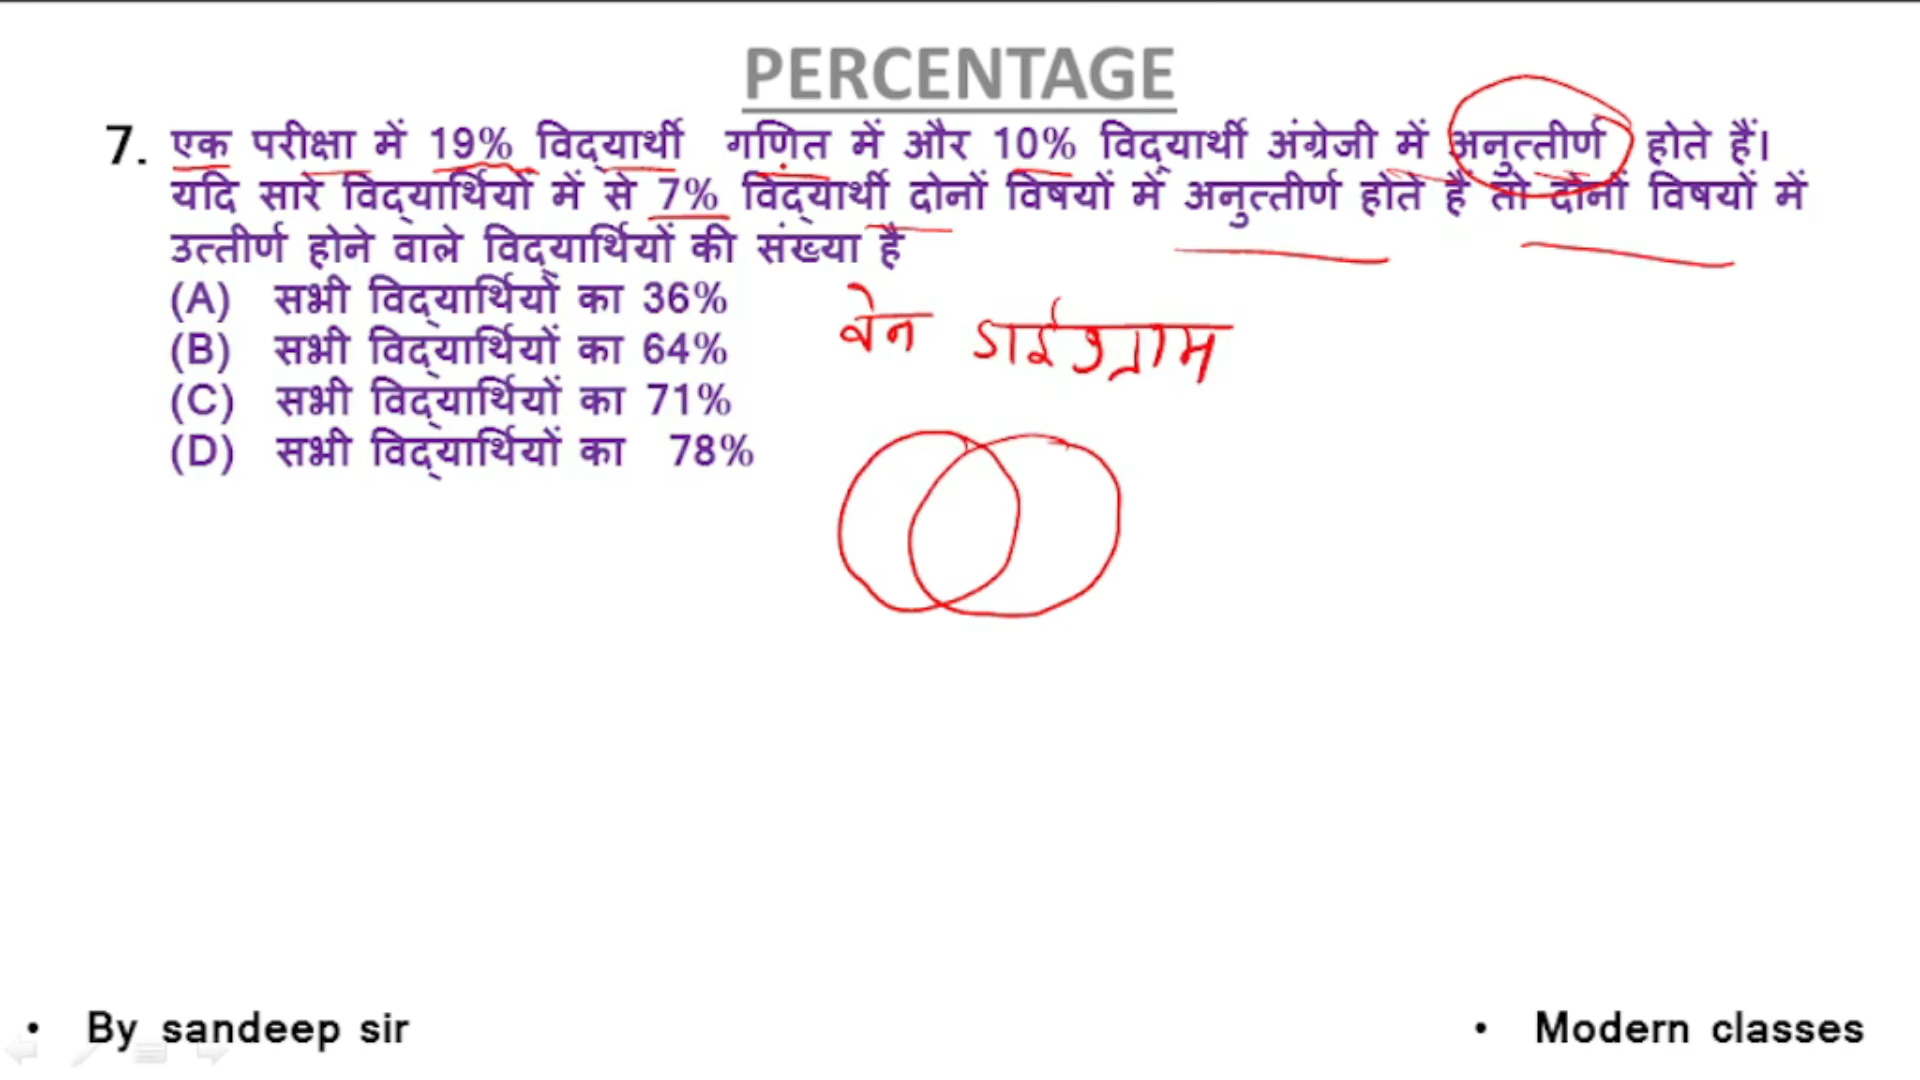 PERCENTAGE
7. एक परीक्षा में 19% विद्यार्थी गणित में और 10% विद्यार्थी अंग्रेजी में अनुत्तीर्ण होते हैं।
यदि सारे विद्यार्थियों में से 7% विद्यार्थी दोनों विषयों में अनुत्तीर्ण होते हैं तो दोनों विषयों में
उत्तीर्ण होने वाले विद्यार्थियों की संख्या है
(A) सभी विद्यार्थियों का 36%
(B) सभी विद्यार्थियों का 64%
(C) सभी विद्यार्थियों का 71%
(D) सभी विद्यार्थियों का 78%
वेन डाईग्राम
• By sandeep sir
• Modern classes